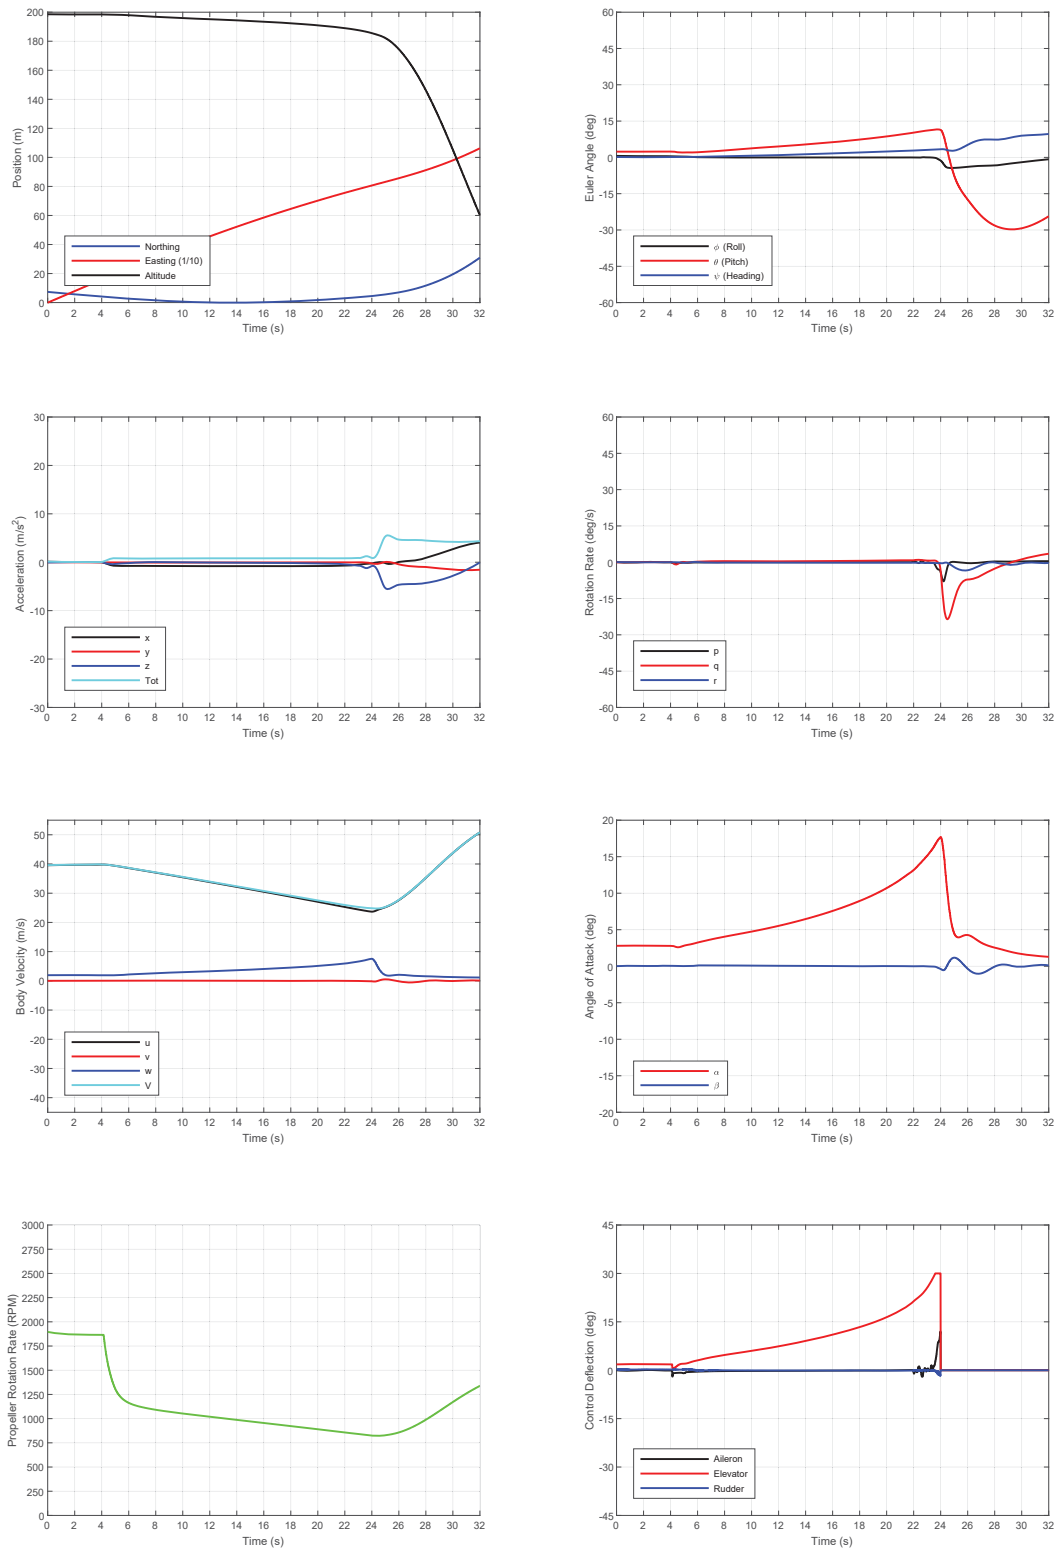 200
180
160
140
120
100
80
60
40
20
0
Position (m)
Northing
Easting (1/10)
Altitude
0 2 4 6 8 10 12 14 16 18 20 22 24 26 28 30 32
Time (s)
60
45
30
15
0
-15
-30
-45
-60
Euler Angle (deg)
ϕ (Roll)
θ (Pitch)
ψ (Heading)
0 2 4 6 8 10 12 14 16 18 20 22 24 26 28 30 32
Time (s)
30
20
10
0
-10
-20
-30
Acceleration (m/s²)
x
y
z
Tot
0 2 4 6 8 10 12 14 16 18 20 22 24 26 28 30 32
Time (s)
60
45
30
15
0
-15
-30
-45
-60
Rotation Rate (deg/s)
p
q
r
0 2 4 6 8 10 12 14 16 18 20 22 24 26 28 30 32
Time (s)
50
40
30
20
10
0
-10
-20
-30
-40
Body Velocity (m/s)
u
v
w
V
0 2 4 6 8 10 12 14 16 18 20 22 24 26 28 30 32
Time (s)
20
15
10
5
0
-5
-10
-15
-20
Angle of Attack (deg)
α
β
0 2 4 6 8 10 12 14 16 18 20 22 24 26 28 30 32
Time (s)
3000
2750
2500
2250
2000
1750
1500
1250
1000
750
500
250
0
Propeller Rotation Rate (RPM)
0 2 4 6 8 10 12 14 16 18 20 22 24 26 28 30 32
Time (s)
45
30
15
0
-15
-30
-45
Control Deflection (deg)
Aileron
Elevator
Rudder
0 2 4 6 8 10 12 14 16 18 20 22 24 26 28 30 32
Time (s)